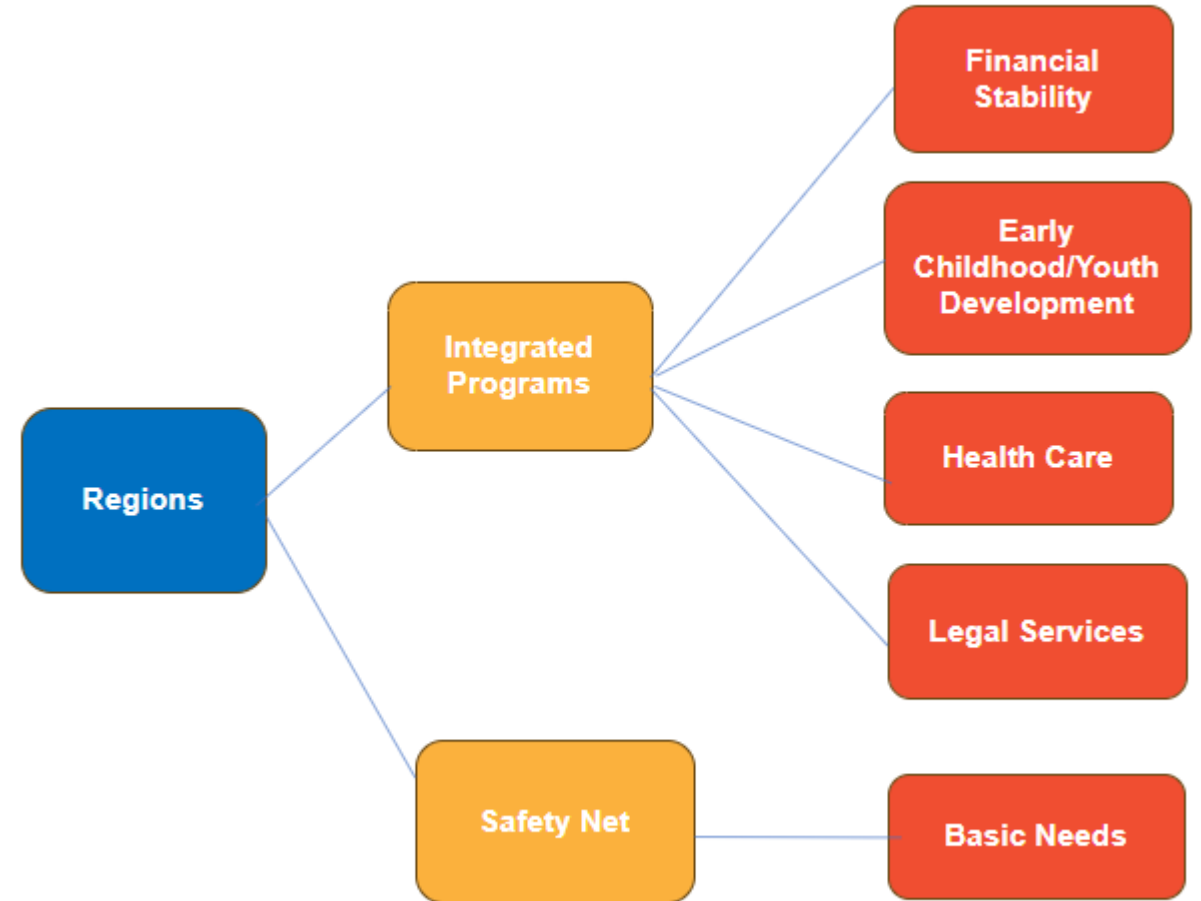 Financial
Stability
Early
Childhood/Youth
Development
Integrated
Programs
Health Care
Regions
Legal Services
Safety Net
Basic Needs